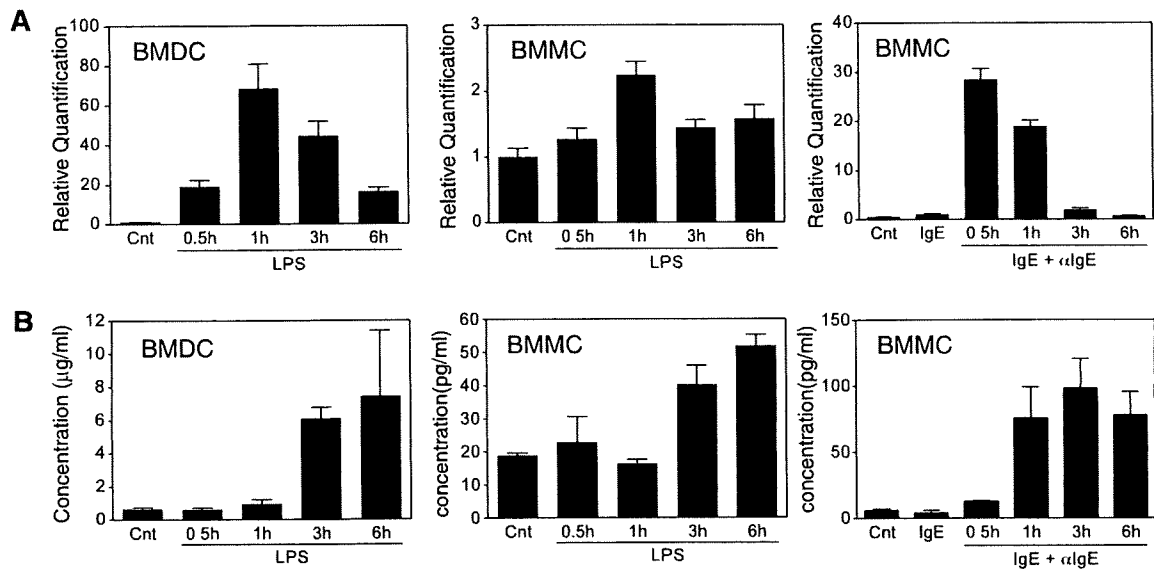 A
Relative Quantification
100
80
60
40
20
0
BMDC
Cnt
0.5h
1h
3h
6h
LPS
Relative Quantification
3
2
1
0
BMMC
Cnt
0 5h
1h
3h
6h
LPS
Relative Quantification
40
30
20
10
0
BMMC
Cnt
IgE
0 5h
1h
3h
6h
IgE + αIgE
B
Concentration (μg/ml)
12
10
8
6
4
2
0
BMDC
Cnt
0 5h
1h
3h
6h
LPS
concentration(pg/ml)
60
50
40
30
20
10
0
BMMC
Cnt
0.5h
1h
3h
6h
LPS
concentration(pg/ml)
150
100
50
0
BMMC
Cnt
IgE
0 5h
1h
3h
6h
IgE + αIgE